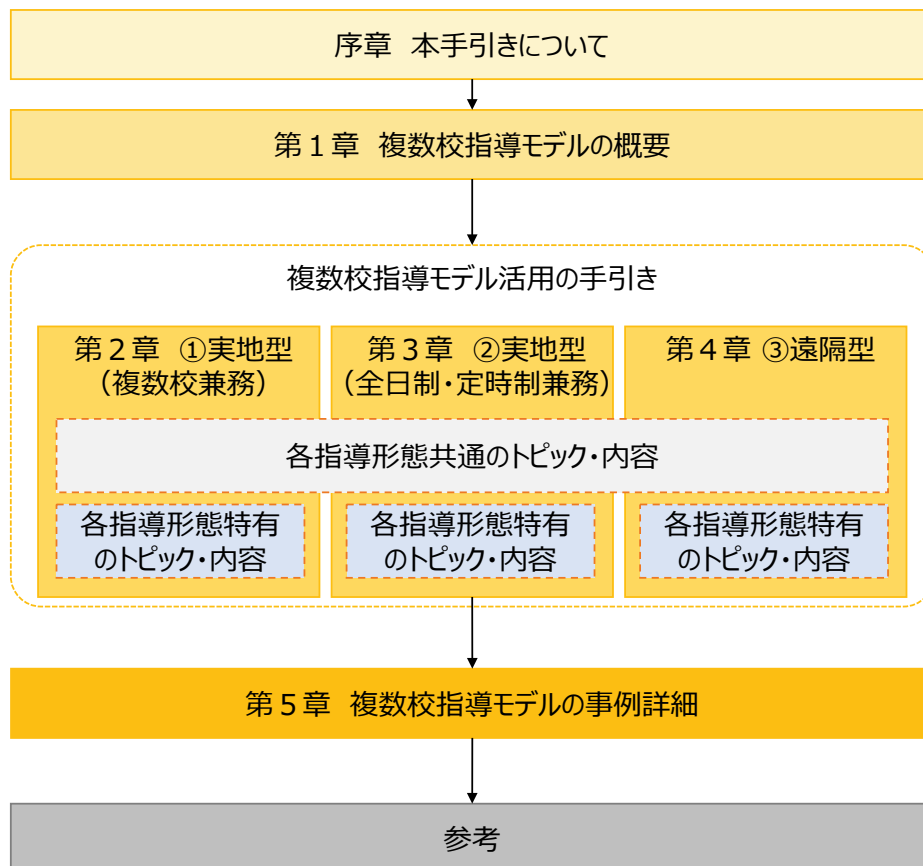 序章 本手引きについて
第１章 複数校指導モデルの概要
複数校指導モデル活用の手引き
第２章 ①実地型
（複数校兼務）
第３章 ②実地型
（全日制・定時制兼務）
第４章 ③遠隔型
各指導形態共通のトピック・内容
各指導形態特有
のトピック・内容
各指導形態特有
のトピック・内容
各指導形態特有
のトピック・内容
第５章 複数校指導モデルの事例詳細
参考